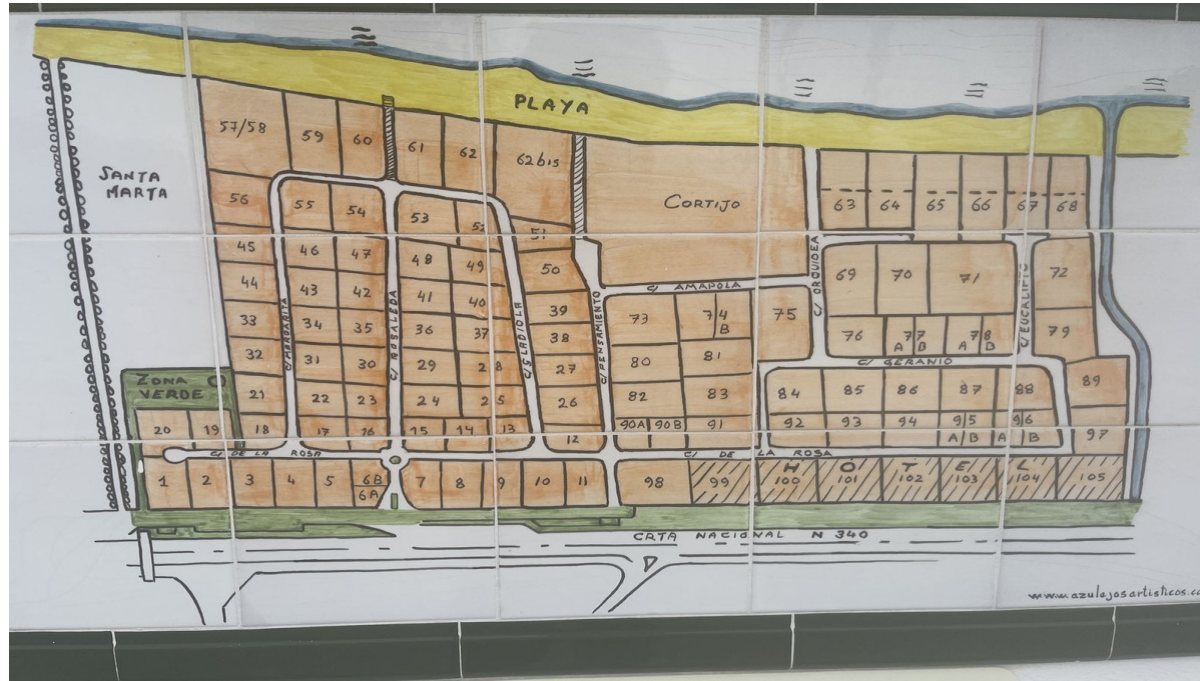 PLAYA
57/58 59 60 61 62 62bis
SANTA
MARTA
CORTIJO
56 55 54 53 52 63 64 65 66 67 68
51
45 46 47 48 49 50 69 70 71 72
C/ ORQUIDEA
C/ EUCALIPTO
C/ AMAPOLA
44 43 42 41 40 39 73 74 B 75
C/ MARGARITA
C/ ROSALEDA
C/ GLADIOLA
C/ PENSAMIENTO
33 34 35 36 37 38 76 77 A B 78 A B 79
C/ GERANIO
32 31 30 29 28 27 80 81
ZONA
VERDE
21 22 23 24 25 26 82 83 84 85 86 87 88 89
20 19 18 17 16 15 14 13 12 90A 90B 91 92 93 94 95 A/B 96 A B 97
C/ DE LA ROSA
C/ DE LA ROSA
HOTEL
1 2 3 4 5 6B 6A 7 8 9 10 11 98 99 100 101 102 103 104 105
CRTA NACIONAL N 340